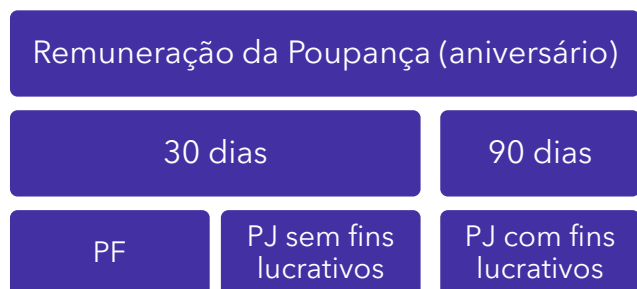 Remuneração da Poupança (aniversário)
30 dias
90 dias
PF
PJ sem fins
lucrativos
PJ com fins
lucrativos